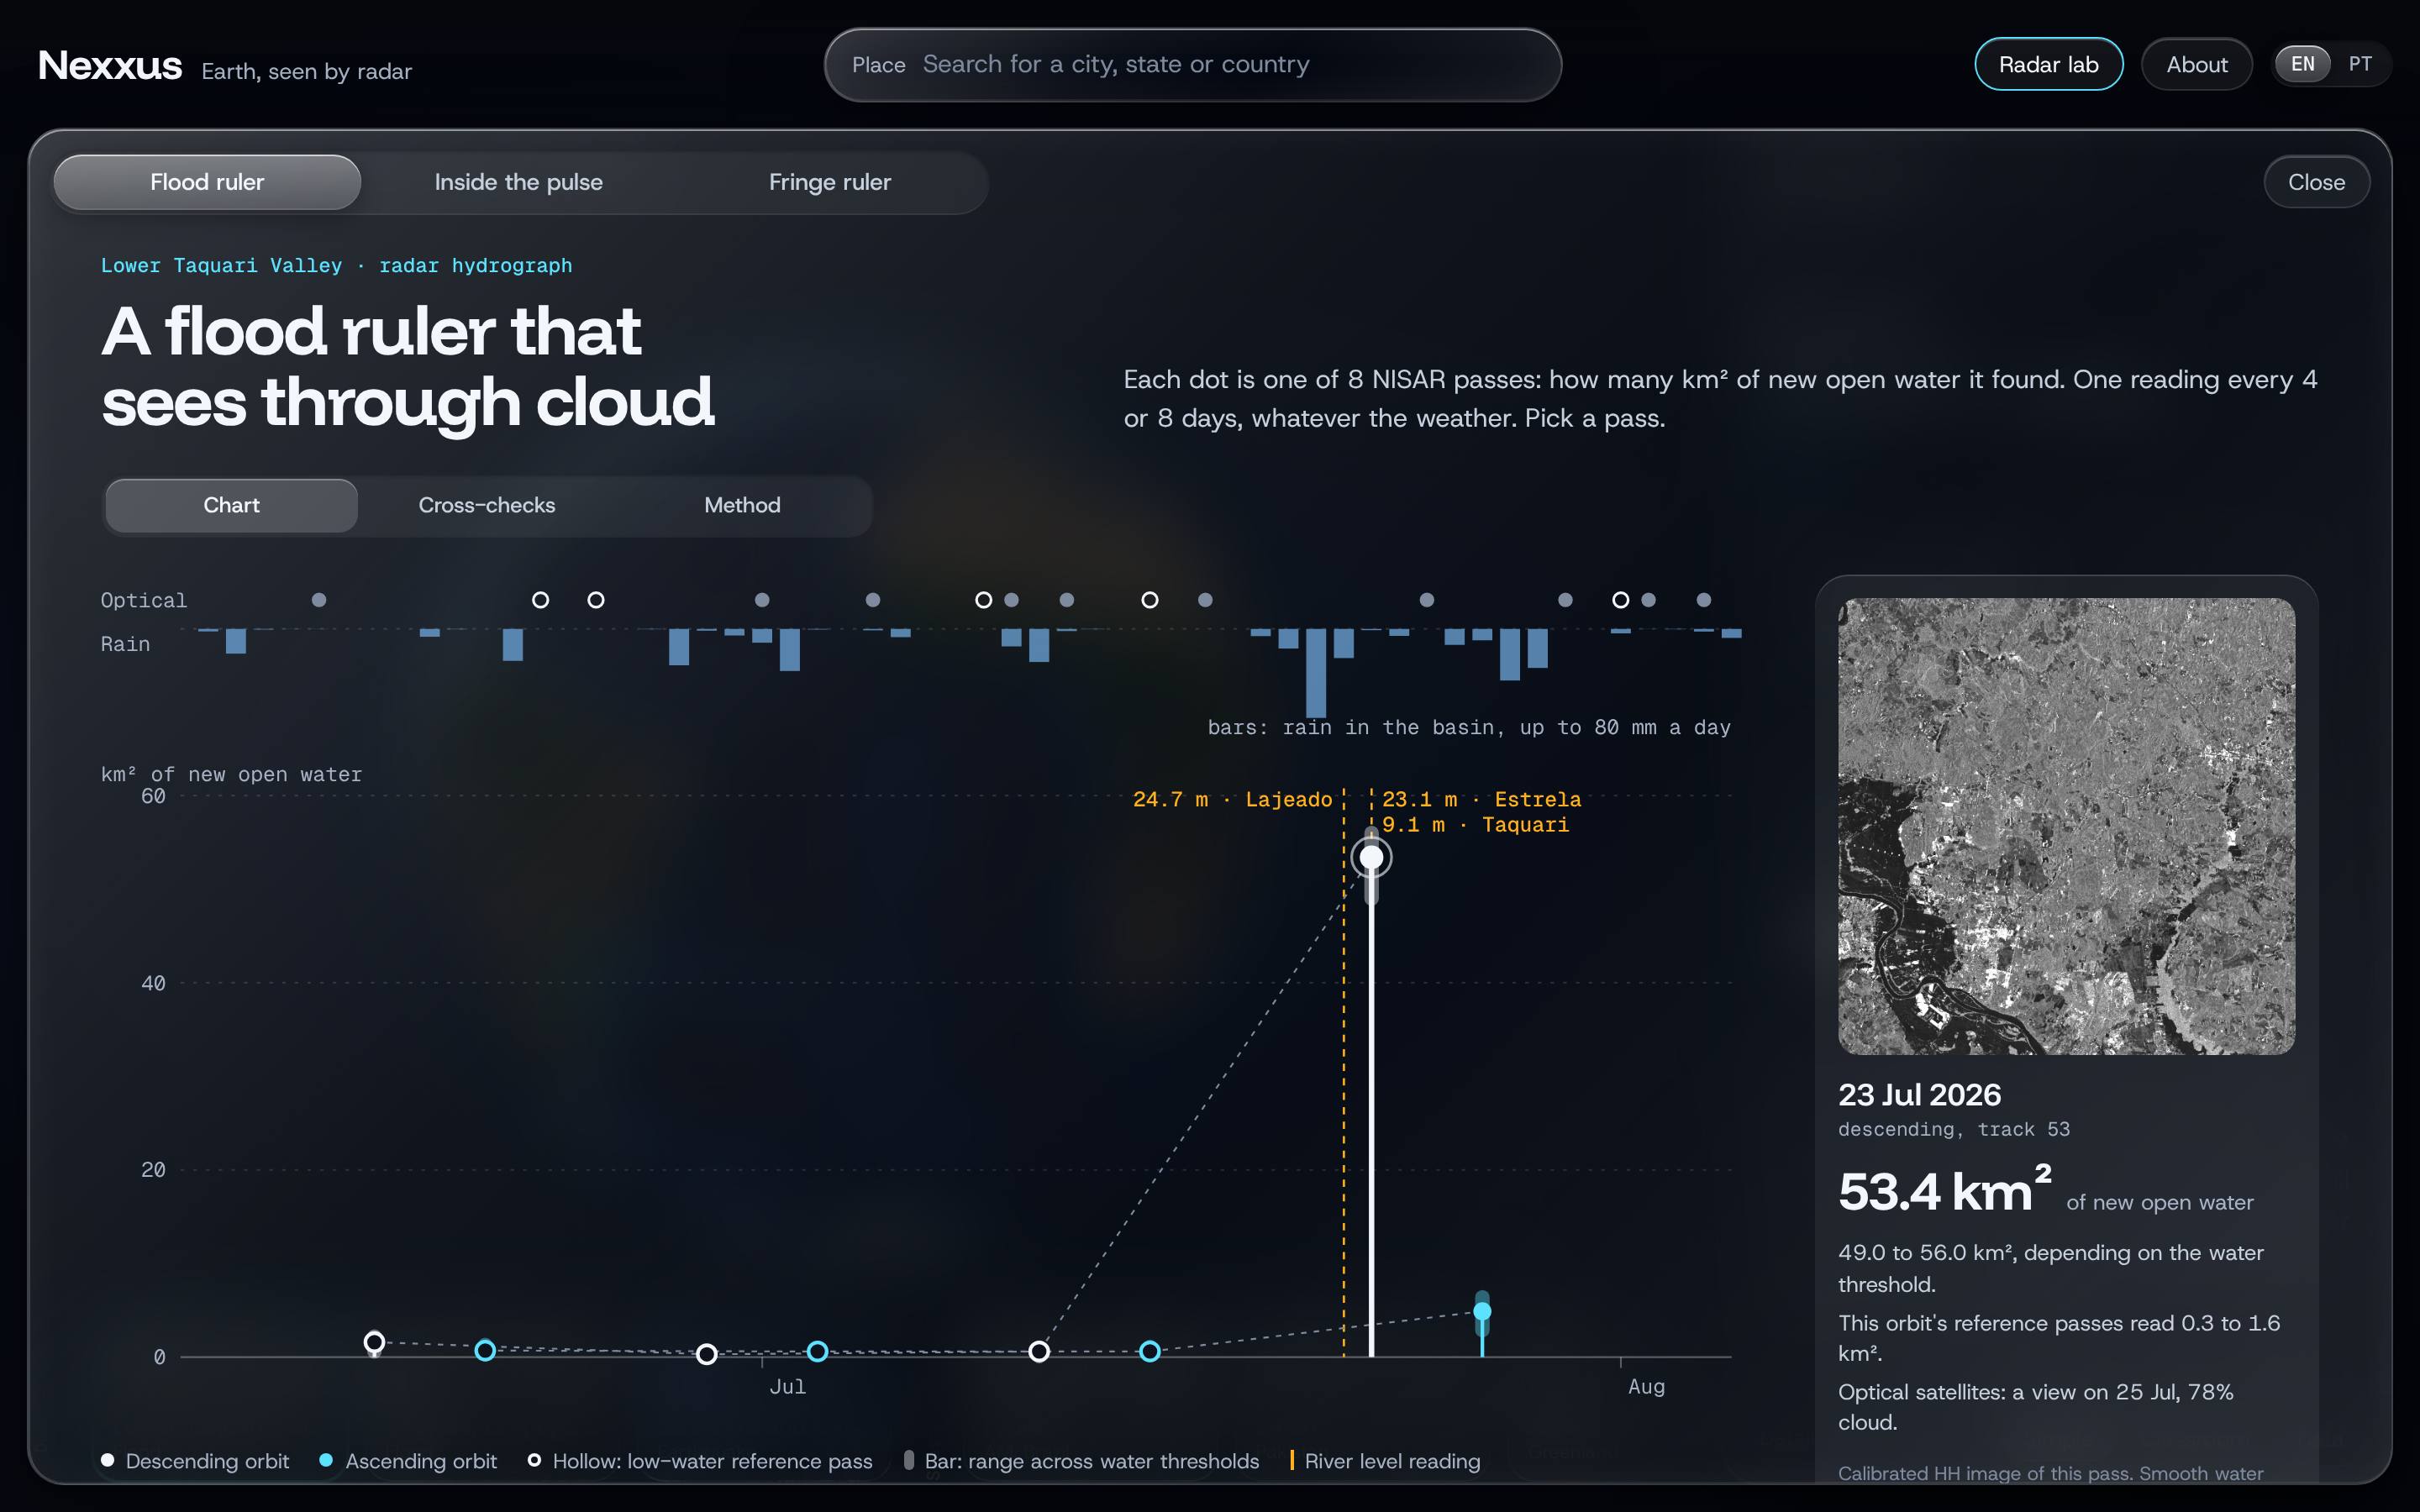 Nexxus Earth, seen by radar
Place Search for a city, state or country
Radar lab About EN PT
Flood ruler Inside the pulse Fringe ruler
Close
Lower Taquari Valley · radar hydrograph
A flood ruler that
sees through cloud
Each dot is one of 8 NISAR passes: how many km² of new open water it found. One reading every 4
or 8 days, whatever the weather. Pick a pass.
Chart Cross-checks Method
Optical
Rain
bars: rain in the basin, up to 80 mm a day
km² of new open water
60
24.7 m · Lajeado
23.1 m · Estrela
9.1 m · Taquari
40
20
0
Jul Aug
Descending orbit Ascending orbit Hollow: low-water reference pass Bar: range across water thresholds River level reading
23 Jul 2026
descending, track 53
53.4 km² of new open water
49.0 to 56.0 km², depending on the water
threshold.
This orbit's reference passes read 0.3 to 1.6
km².
Optical satellites: a view on 25 Jul, 78%
cloud.
Calibrated HH image of this pass. Smooth water